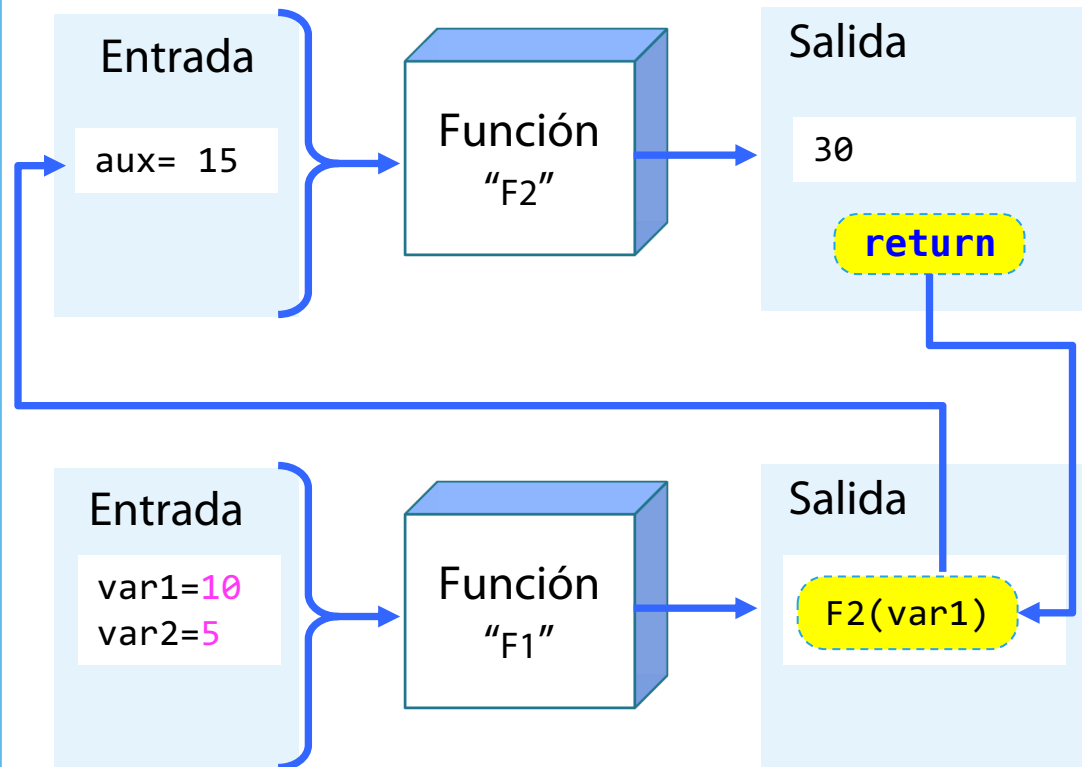 Entrada
aux= 15
Función
“F2”
Salida
30
return
Entrada
var1=10
var2=5
Función
“F1”
Salida
F2(var1)